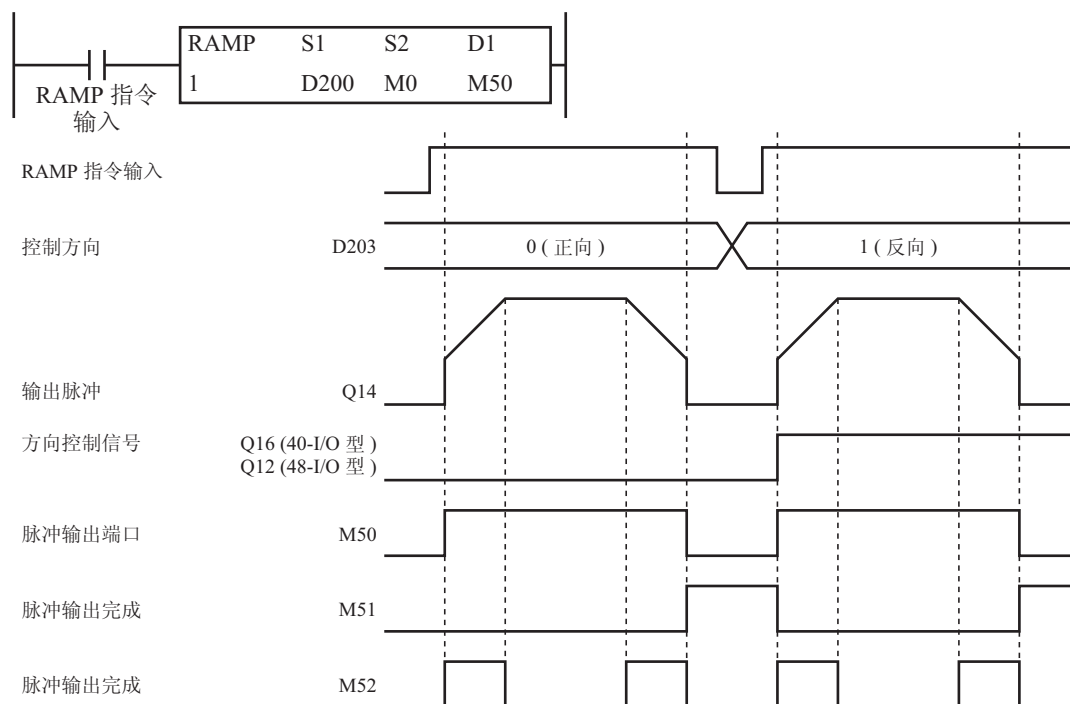 RAMP S1 S2 D1
1 D200 M0 M50
RAMP 指令
输入
RAMP 指令输入
控制方向 D203 0 ( 正向 ) 1 ( 反向 )
输出脉冲 Q14
方向控制信号 Q16 (40-I/O 型 )
Q12 (48-I/O 型 )
脉冲输出端口 M50
脉冲输出完成 M51
脉冲输出完成 M52